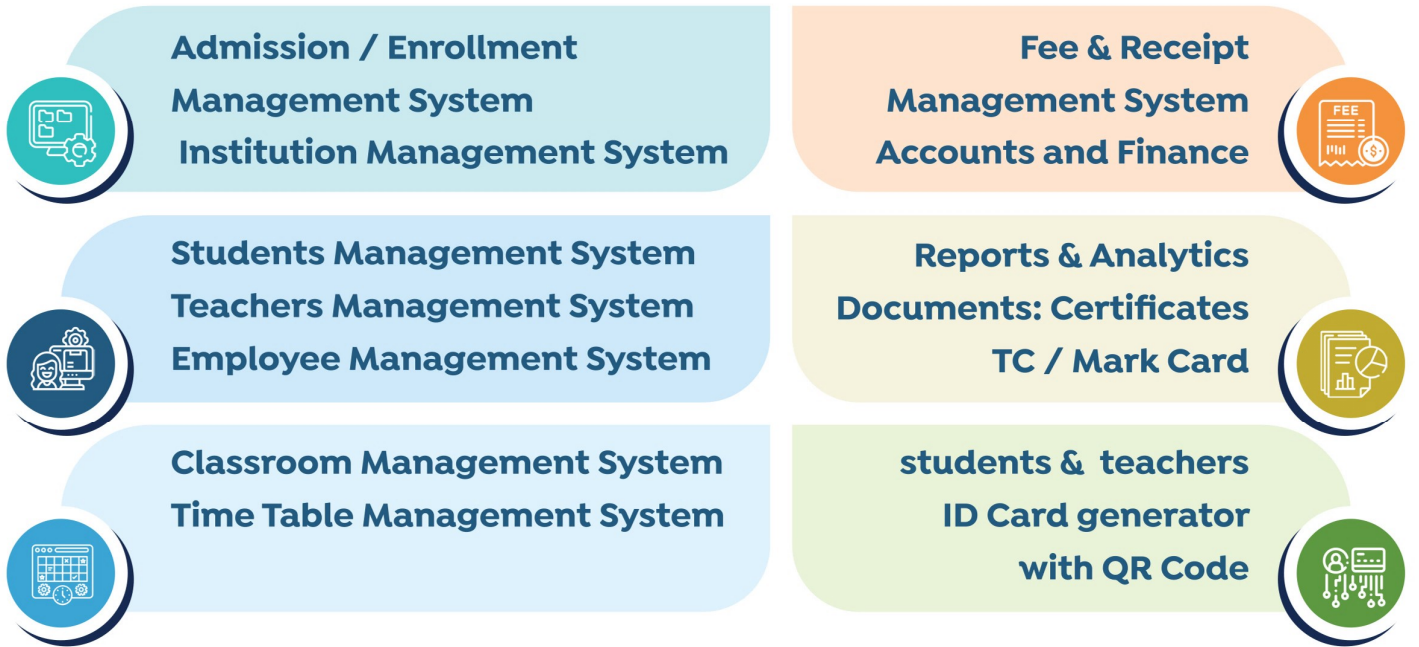 Admission / Enrollment
Management System
Institution Management System
Fee & Receipt
Management System
Accounts and Finance
FEE
Students Management System
Teachers Management System
Employee Management System
Reports & Analytics
Documents: Certificates
TC / Mark Card
Classroom Management System
Time Table Management System
students & teachers
ID Card generator
with QR Code